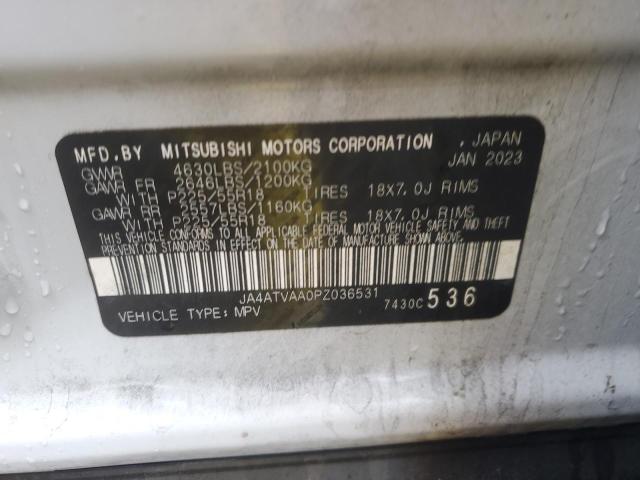 MFD.BY MITSUBISHI MOTORS CORPORATION , JAPAN
JAN 2023
GVWR 4630LBS/2100KG
GAWR FR 2646LBS/1200KG
WITH P225/55R18 TIRES 18X7.0J RIMS
GAWR RR 1160KG
WITH P225/55R18 TIRES 18X7.0J RIMS
THIS VEHICLE CONFORMS TO ALL APPLICABLE FEDERAL MOTOR VEHICLE SAFETY AND THEFT
PREVENTION STANDARDS IN EFFECT ON THE DATE OF MANUFACTURE SHOWN ABOVE.
JA4ATVAA0PZ036531
VEHICLE TYPE: MPV 7430C 536